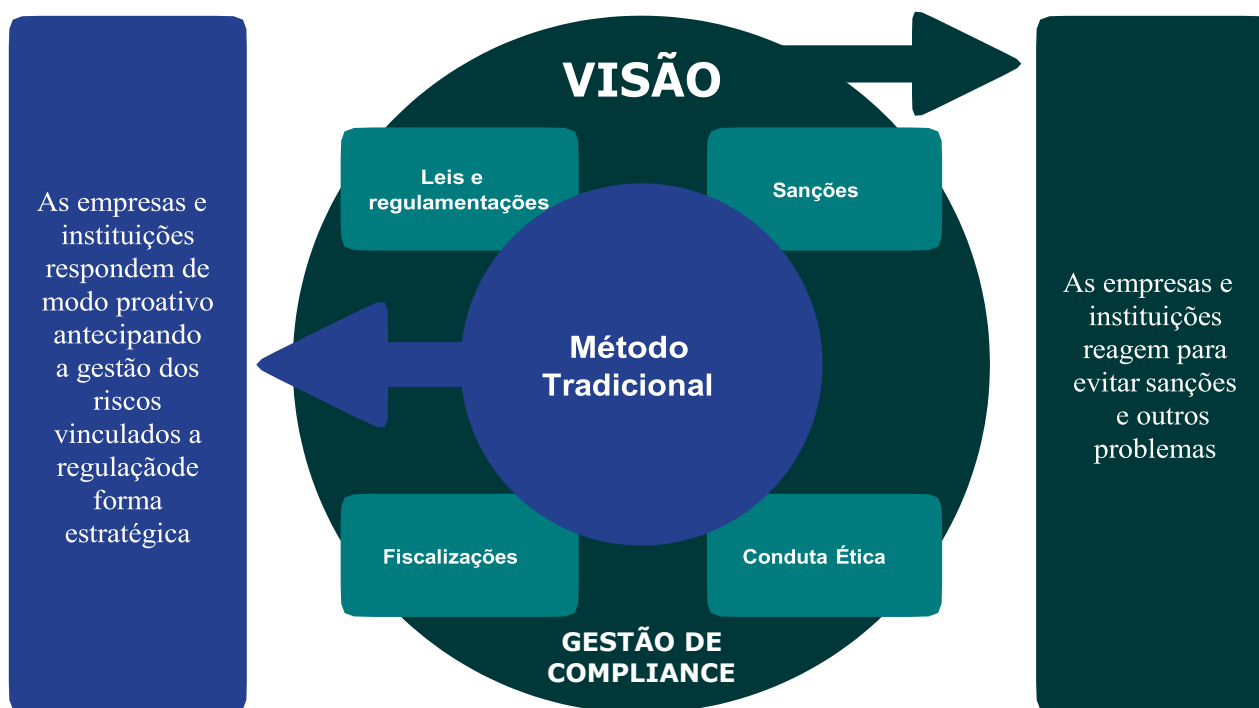 As empresas e
instituições
respondem de
modo proativo
antecipando
a gestão dos
riscos
vinculados a
regulaçãode
forma
estratégica
VISÃO
Leis e
regulamentações
Sanções
Método
Tradicional
Fiscalizações
Conduta Ética
GESTÃO DE
COMPLIANCE
As empresas e
instituições
reagem para
evitar sanções
e outros
problemas